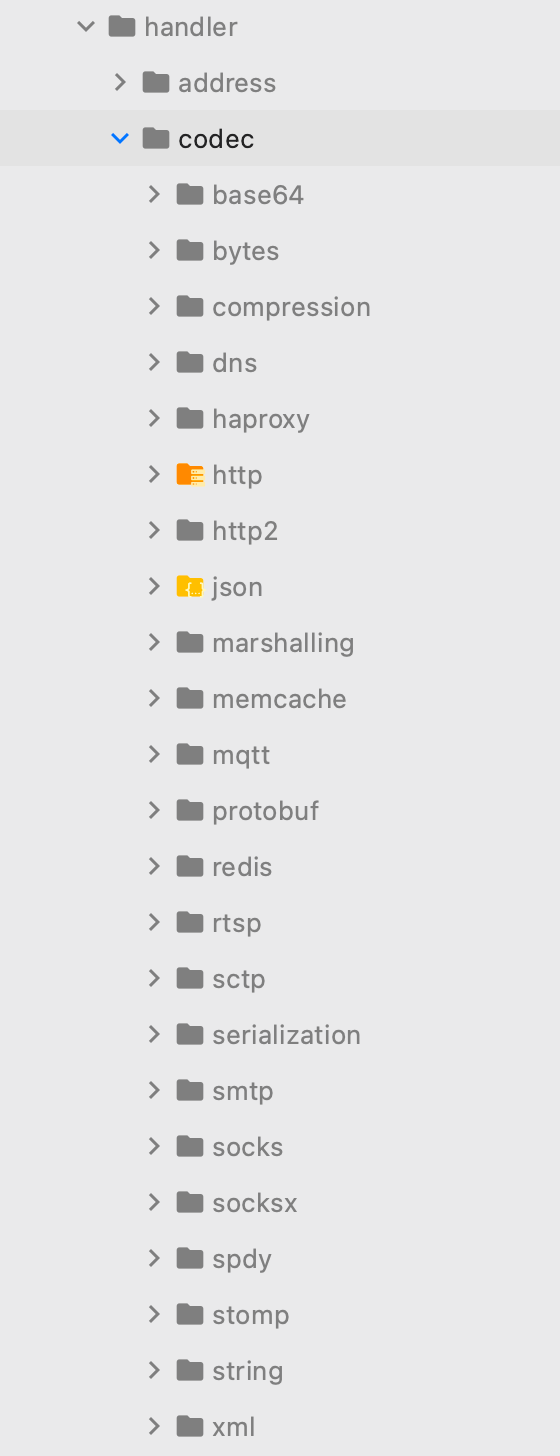 handler
address
codec
base64
bytes
compression
dns
haproxy
http
http2
json
marshalling
memcache
mqtt
protobuf
redis
rtsp
sctp
serialization
smtp
socks
socksx
spdy
stomp
string
xml